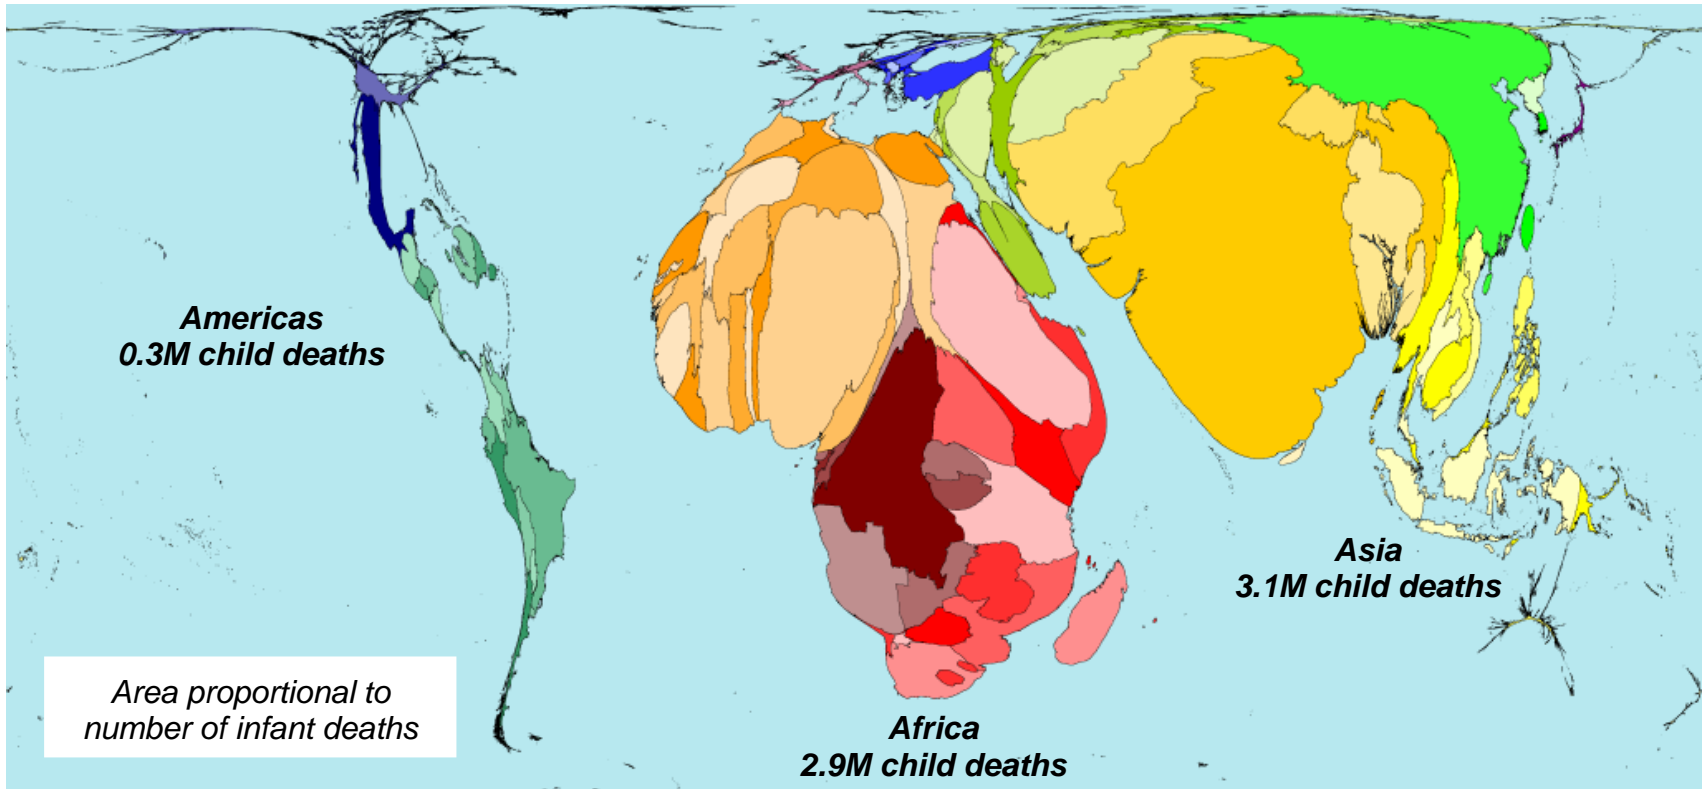 Americas
0.3M child deaths
Asia
3.1M child deaths
Area proportional to
number of infant deaths
Africa
2.9M child deaths